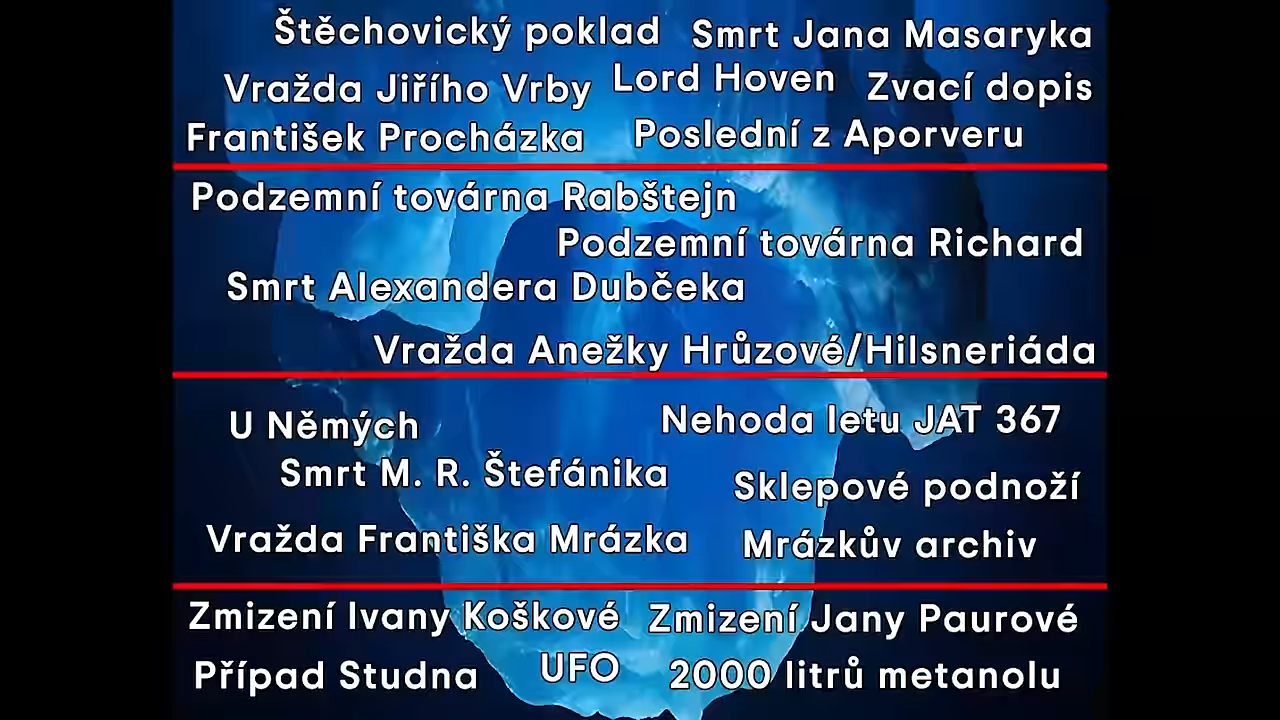 Štěchovický poklad Smrt Jana Masaryka
Vražda Jiřího Vrby Lord Hoven Zvací dopis
František Procházka Poslední z Aporveru
Podzemní továrna Rabštejn
Podzemní továrna Richard
Smrt Alexandera Dubčeka
Vražda Anežky Hrůzové/Hilsneriáda
U Němých Nehoda letu JAT 367
Smrt M. R. Štefánika Sklepové podnoží
Vražda Františka Mrázka Mrázkův archiv
Zmizení Ivany Koškové Zmizení Jany Paurové
Případ Studna UFO 2000 litrů metanolu